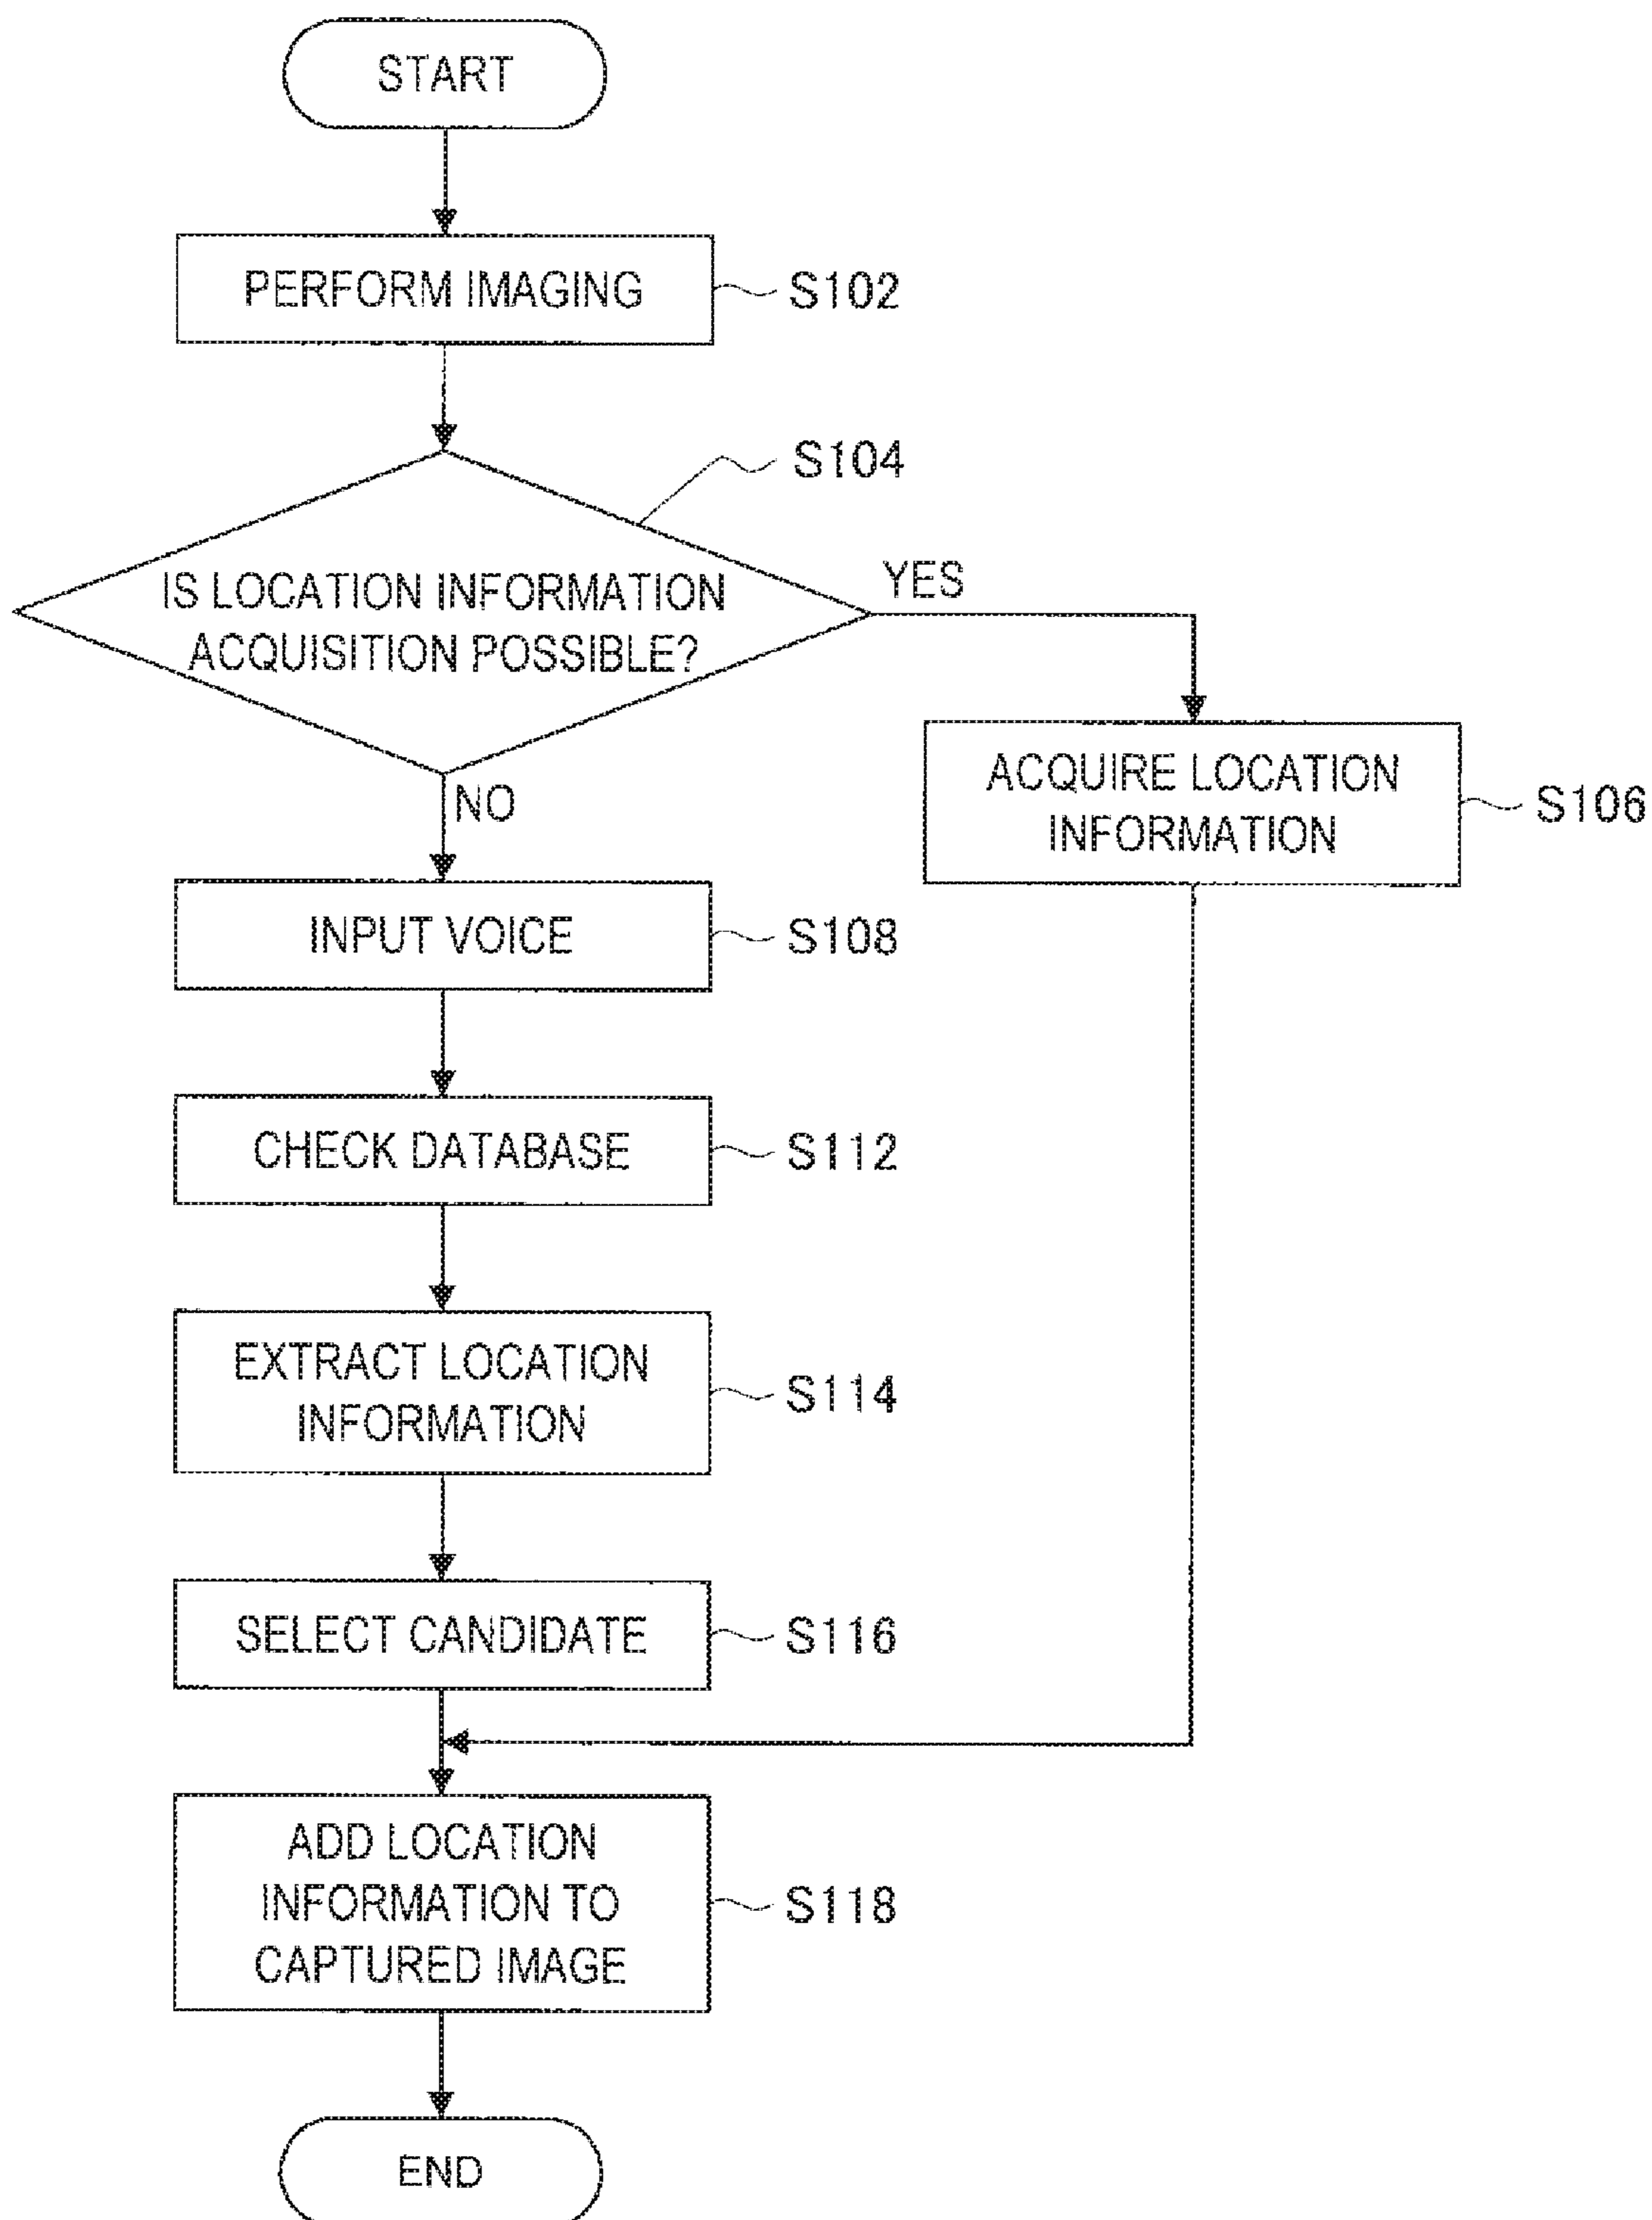 START
PERFORM IMAGING
S102
S104
IS LOCATION INFORMATION
ACQUISITION POSSIBLE?
YES
NO
ACQUIRE LOCATION
INFORMATION
S106
INPUT VOICE
S108
CHECK DATABASE
S112
EXTRACT LOCATION
INFORMATION
S114
SELECT CANDIDATE
S116
ADD LOCATION
INFORMATION TO
CAPTURED IMAGE
S118
END